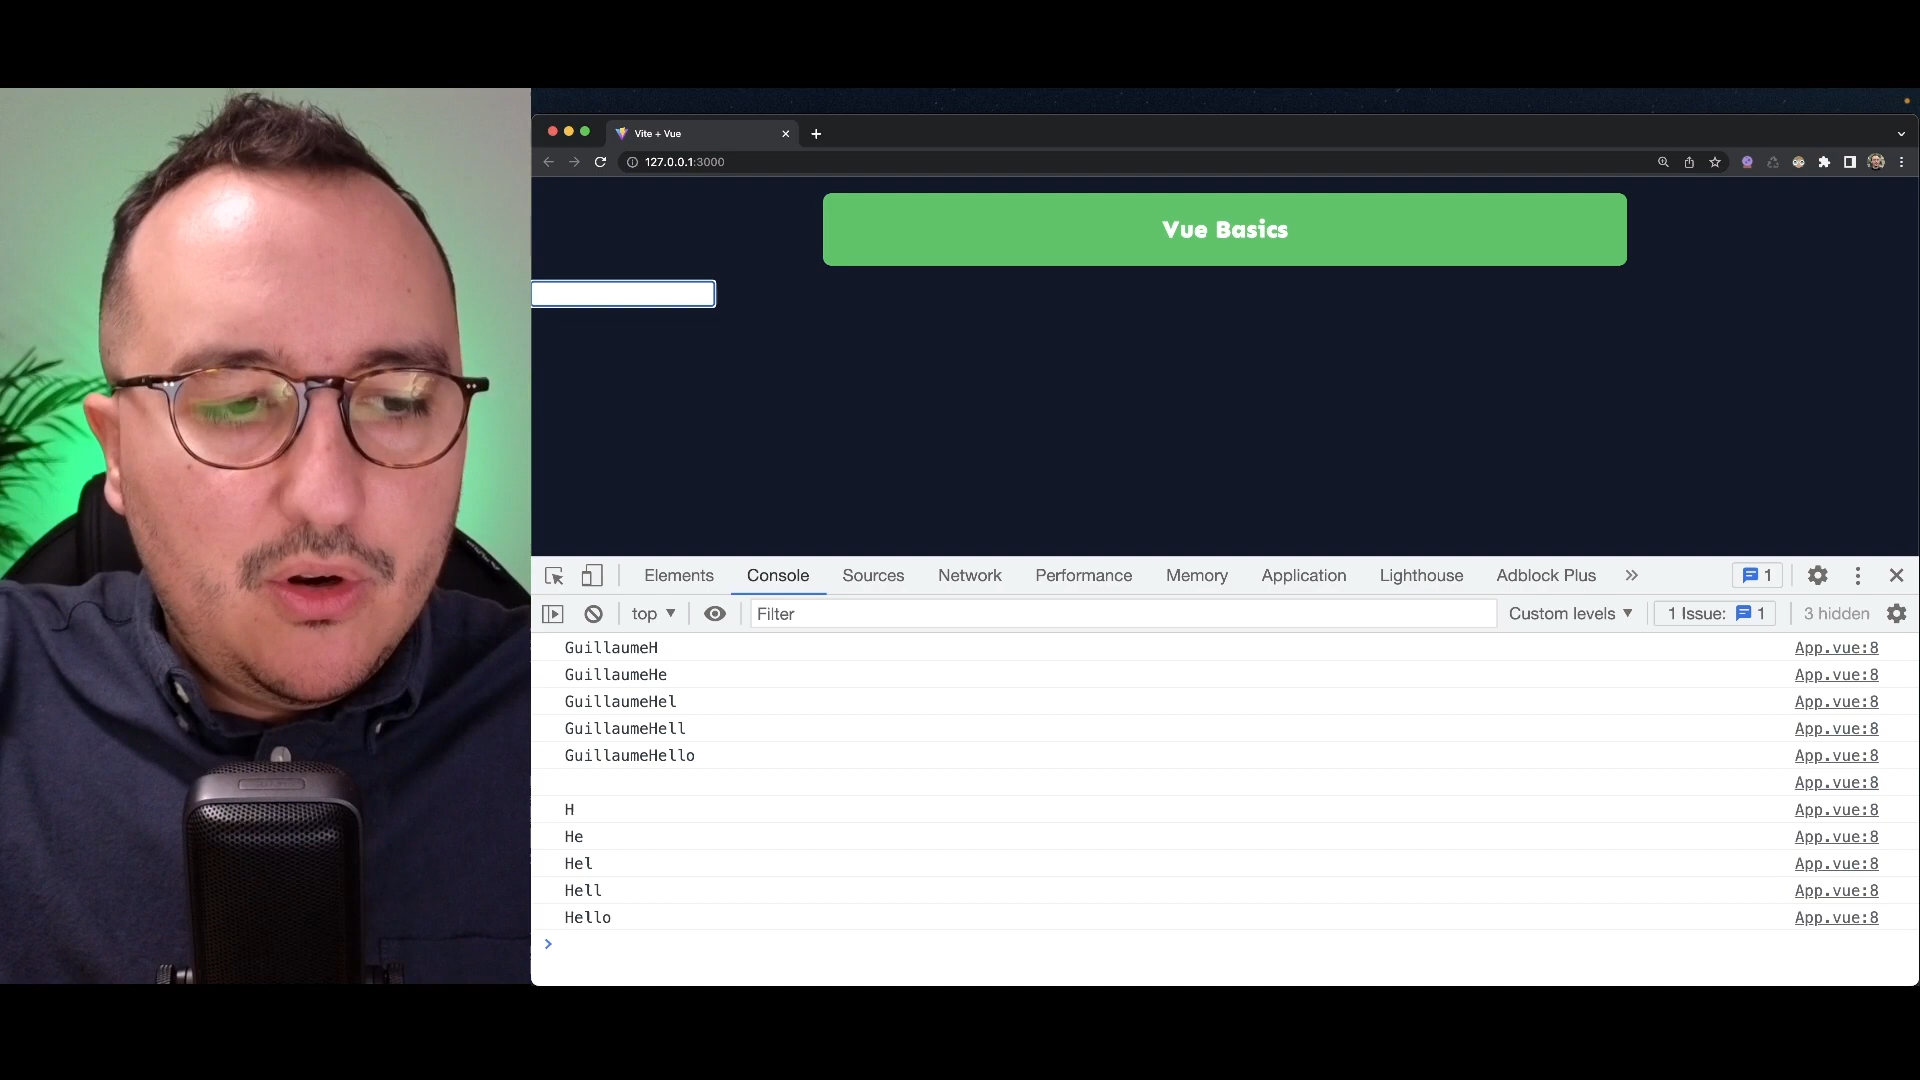 Vite + Vue
127.0.0.1:3000
Vue Basics
Elements Console Sources Network Performance Memory Application Lighthouse Adblock Plus 1
top Filter Custom levels 1 Issue: 1 3 hidden
GuillaumeH App.vue:8
GuillaumeHe App.vue:8
GuillaumeHel App.vue:8
GuillaumeHell App.vue:8
GuillaumeHello App.vue:8
App.vue:8
H App.vue:8
He App.vue:8
Hel App.vue:8
Hell App.vue:8
Hello App.vue:8